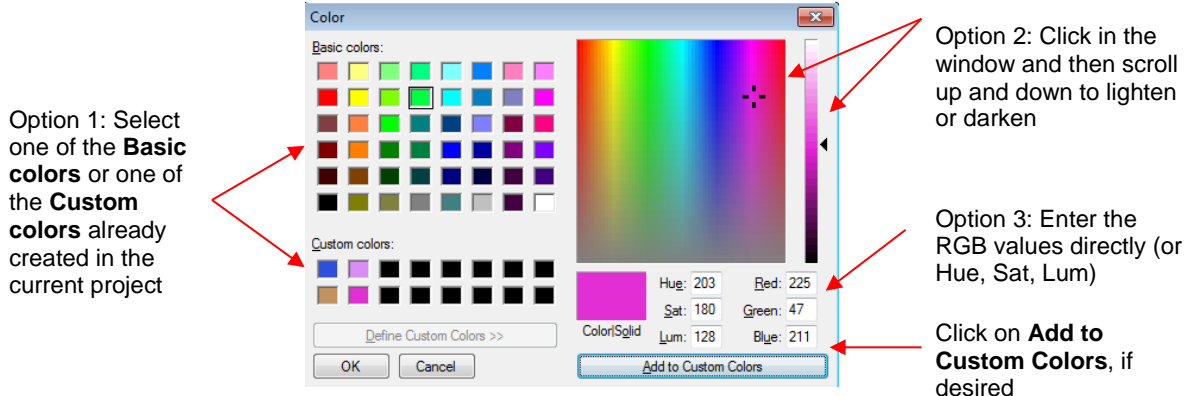 Color
Basic colors:
Custom colors:
Define Custom Colors >>
OK
Cancel
Hue: 203
Sat: 180
Lum: 128
Red: 225
Green: 47
Blue: 211
Color|Solid
Add to Custom Colors
Option 1: Select
one of the Basic
colors or one of
the Custom
colors already
created in the
current project
Option 2: Click in the
window and then scroll
up and down to lighten
or darken
Option 3: Enter the
RGB values directly (or
Hue, Sat, Lum)
Click on Add to
Custom Colors, if
desired